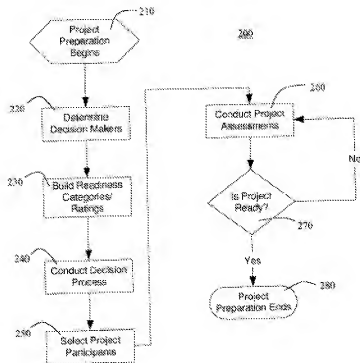 210
Project
Preparation
Begins
200
220
Determine
Decision Makers
230
Build Readiness
Categories/
Ratings
240
Conduct Decision
Process
250
Select Project
Participants
260
Conduct Project
Assessments
No
Is Project
Ready?
270
Yes
280
Project
Preparation Ends